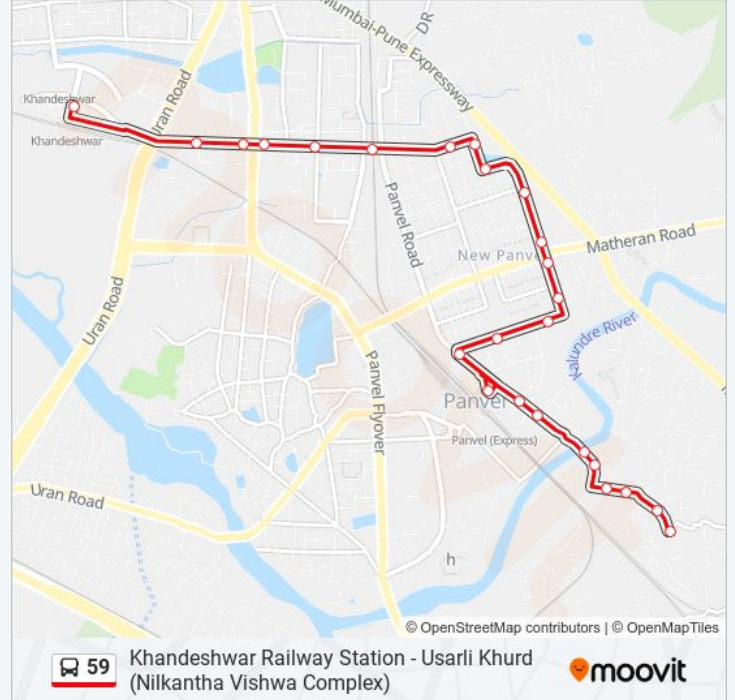 Mumbai-Pune Expressway
DR
Khandeshwar
Uran Road
Khandeshwar
Panvel Road
New Panve
Matheran Road
Uran Road
Kalundre River
Panvel Flyover
Panvel
Panvel (Express)
Uran Road
h
© OpenStreetMap contributors | © OpenMapTiles
59
Khandeshwar Railway Station - Usarli Khurd
(Nilkantha Vishwa Complex)
moovit